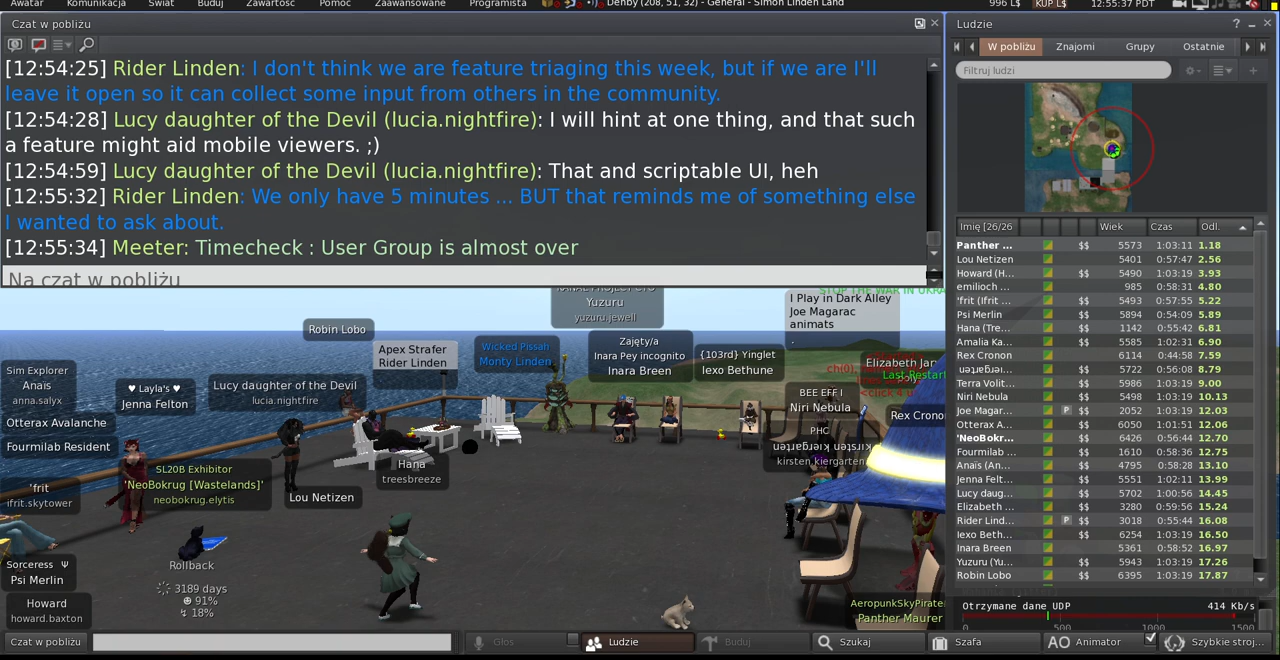 Awatar Komunikacja Świat Buduj Zawartość Pomoc Zaawansowane Programista Denby (208, 51, 32) - General - Simon Linden Land 996 L$ KUP L$ 12:55:37 PDT
Czat w pobliżu
[12:54:25] Rider Linden: I don't think we are feature triaging this week, but if we are I'll
leave it open so it can collect some input from others in the community.
[12:54:28] Lucy daughter of the Devil (lucia.nightfire): I will hint at one thing, and that such
a feature might aid mobile viewers. ;)
[12:54:59] Lucy daughter of the Devil (lucia.nightfire): That and scriptable UI, heh
[12:55:32] Rider Linden: We only have 5 minutes ... BUT that reminds me of something else
I wanted to ask about.
[12:55:34] Meeter: Timecheck : User Group is almost over
Na czat w pobliżu
Yuzuru
yuzuru.jewell
STOP THE WAR IN UKRA
I Play in Dark Alley
Joe Magarac
animats
Robin Lobo
Apex Strafer
Rider Linden
Wicked Pissah
Monty Linden
Zajęty/a
Inara Pey incognito
Inara Breen
{103rd} Yinglet
Iexo Bethune
Elizabeth Jar
Last Restart
<click 4 u
Sim Explorer
Anaïs
anna.salyx
♥ Layla's ♥
Jenna Felton
Lucy daughter of the Devil
lucia.nightfire
BEE EFF I
Niri Nebula
Rex Crono
Otterax Avalanche
Fourmilab Resident
PHC
kirsten.kiergarten
Hana
treesbreeze
SL20B Exhibitor
'NeoBokrug [Wastelands]'
neobokrug.elytis
Lou Netizen
'frit
ifrit.skytower
Rollback
Sorceress Ψ
Psi Merlin
3189 days
91%
18%
Howard
howard.baxton
AeropunkSkyPirate
Panther Maurer
Czat w pobliżu Głos Ludzie Buduj Szukaj Szafa AO Animator Szybkie stroj...
Ludzie
W pobliżu Znajomi Grupy Ostatnie
Filtruj ludzi
Imię [26/26 Wiek Czas Odl.
Panther ... $$ 5573 1:03:11 1.18
Lou Netizen 5401 0:57:47 2.56
Howard (H... $$ 5490 1:03:19 3.93
emilioch ... 985 0:58:31 4.80
'frit (Ifrit ... $$ 5493 0:57:55 5.22
Psi Merlin $$ 5894 0:54:09 5.89
Hana (Tre... $$ 1142 0:55:42 6.81
Amalia Ka... $$ 5585 1:02:31 6.90
Rex Cronon 6114 0:44:58 7.59
$$ 5722 0:56:08 8.79
Terra Volit... $$ 5986 1:03:19 9.00
Niri Nebula $$ 5498 1:03:19 10.13
Joe Magar... P $$ 2052 1:03:19 12.03
Otterax A... $$ 6050 1:01:51 12.06
'NeoBokr... $$ 6426 0:56:44 12.70
Fourmilab ... $$ 1610 0:58:36 12.75
Anaïs (An... $$ 4795 0:58:28 13.10
Jenna Felt... $$ 5551 1:02:11 13.99
Lucy daug... $$ 5702 1:00:56 14.45
Elizabeth ... $$ 3280 0:59:56 15.24
Rider Lind... P $$ 3018 0:55:44 16.08
Iexo Beth... $$ 6254 1:03:19 16.50
Inara Breen 5361 0:58:52 16.97
Yuzuru (Yu... $$ 5943 1:03:19 17.26
Robin Lobo $$ 6395 1:03:19 17.87
Otrzymane dane UDP 414 Kb/s
0 500 1000 1500